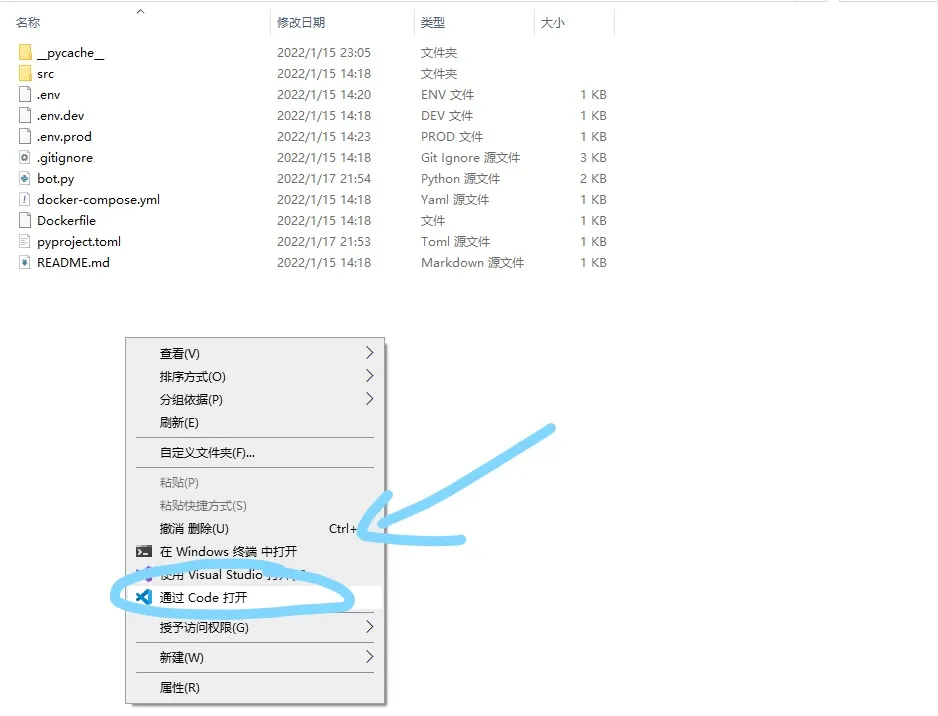 名称 修改日期 类型 大小
__pycache__ 2022/1/15 23:05 文件夹
src 2022/1/15 14:18 文件夹
.env 2022/1/15 14:20 ENV 文件 1 KB
.env.dev 2022/1/15 14:18 DEV 文件 1 KB
.env.prod 2022/1/15 14:23 PROD 文件 1 KB
.gitignore 2022/1/15 14:18 Git Ignore 源文件 3 KB
bot.py 2022/1/17 21:54 Python 源文件 2 KB
docker-compose.yml 2022/1/15 14:18 Yaml 源文件 1 KB
Dockerfile 2022/1/15 14:18 文件 1 KB
pyproject.toml 2022/1/17 21:53 Toml 源文件 1 KB
README.md 2022/1/15 14:18 Markdown 源文件 1 KB
查看(V)
排序方式(O)
分组依据(P)
刷新(E)
自定义文件夹(F)...
粘贴(P)
粘贴快捷方式(S)
撤消 删除(U) Ctrl+
在 Windows 终端 中打开
使用 Visual Studio
通过 Code 打开
授予访问权限(G)
新建(W)
属性(R)